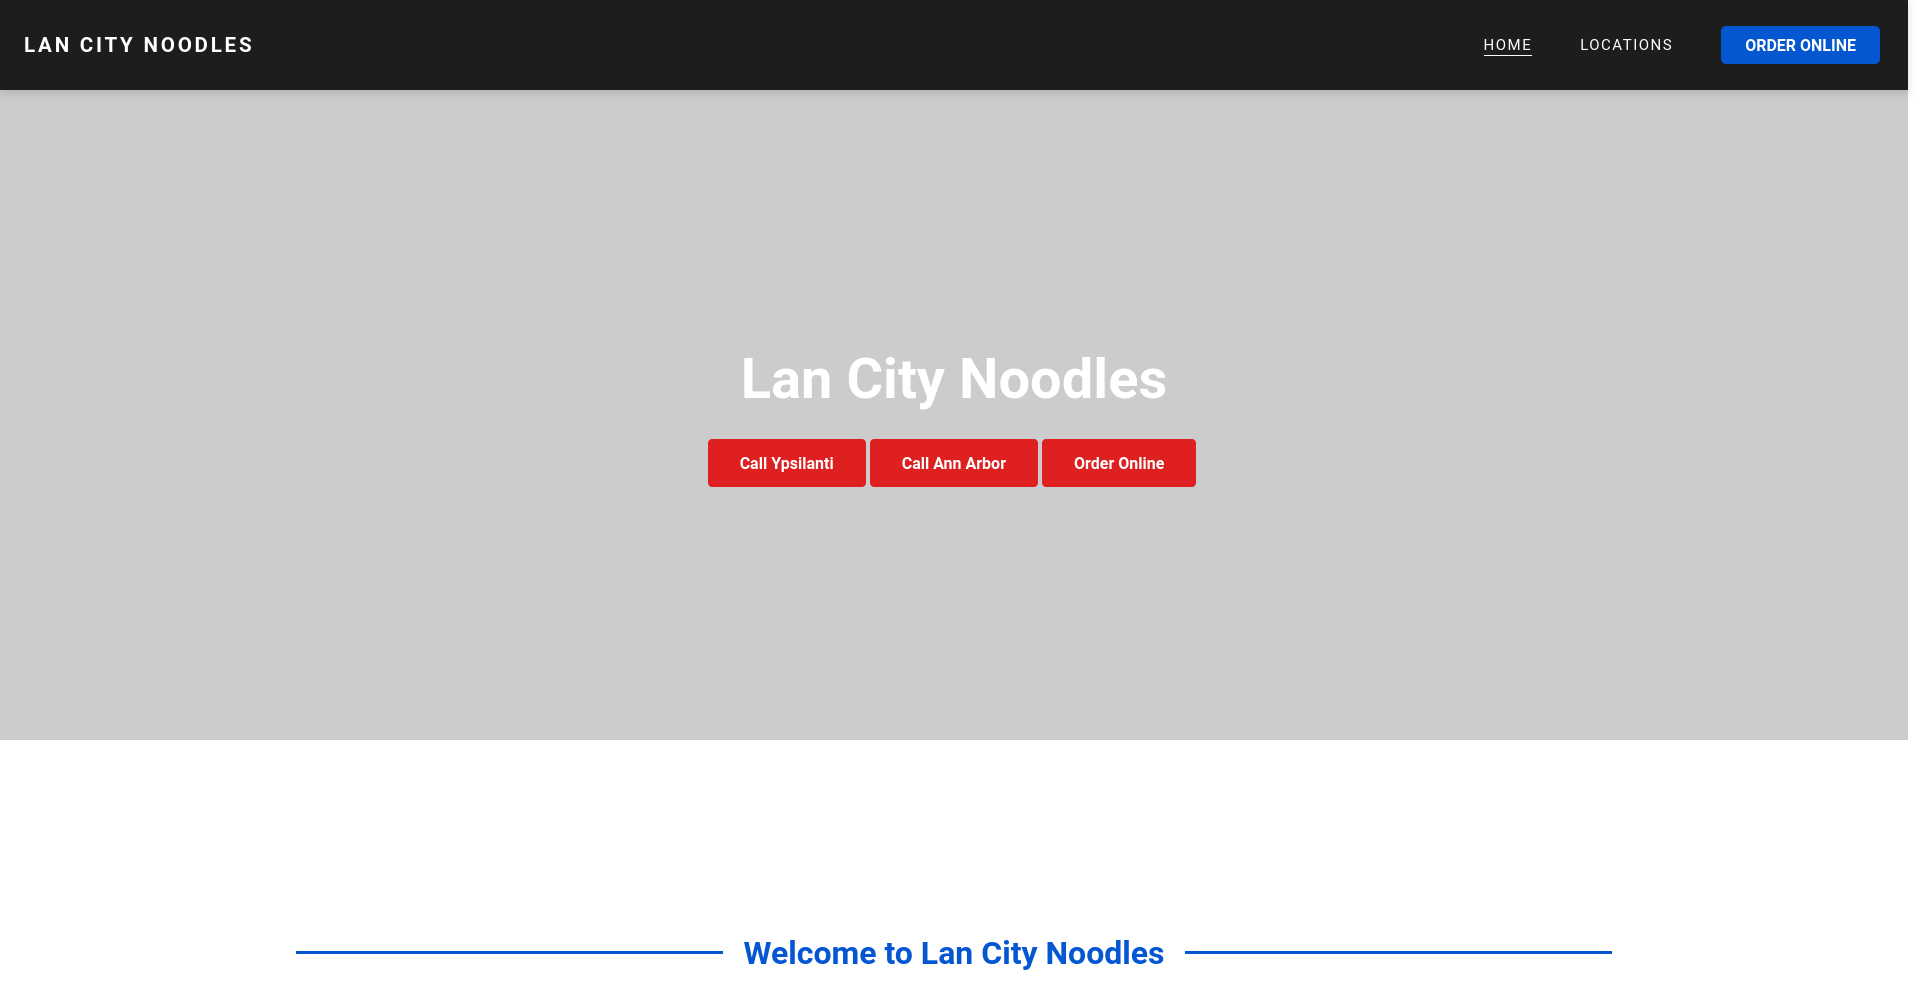 LAN CITY NOODLES
HOME
LOCATIONS
ORDER ONLINE
Lan City Noodles
Call Ypsilanti
Call Ann Arbor
Order Online
Welcome to Lan City Noodles